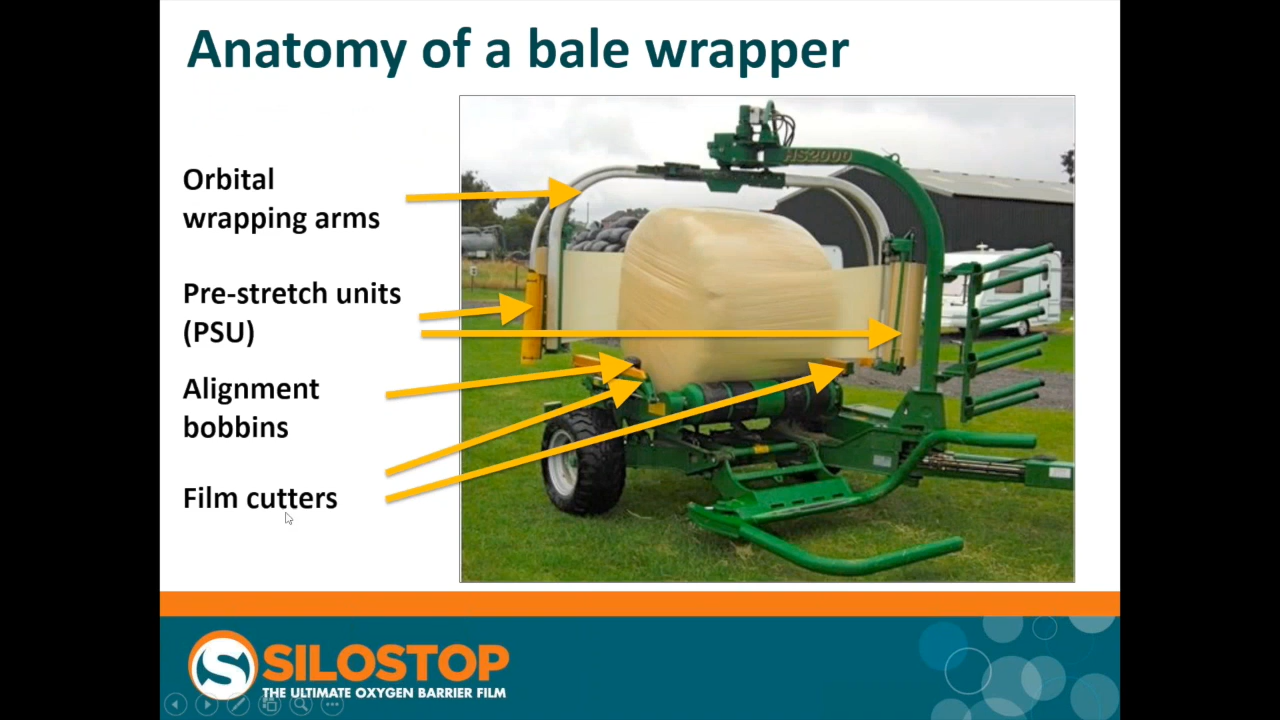 Anatomy of a bale wrapper
Orbital
wrapping arms
Pre-stretch units
(PSU)
Alignment
bobbins
Film cutters
HS2000
SILOSTOP
THE ULTIMATE OXYGEN BARRIER FILM